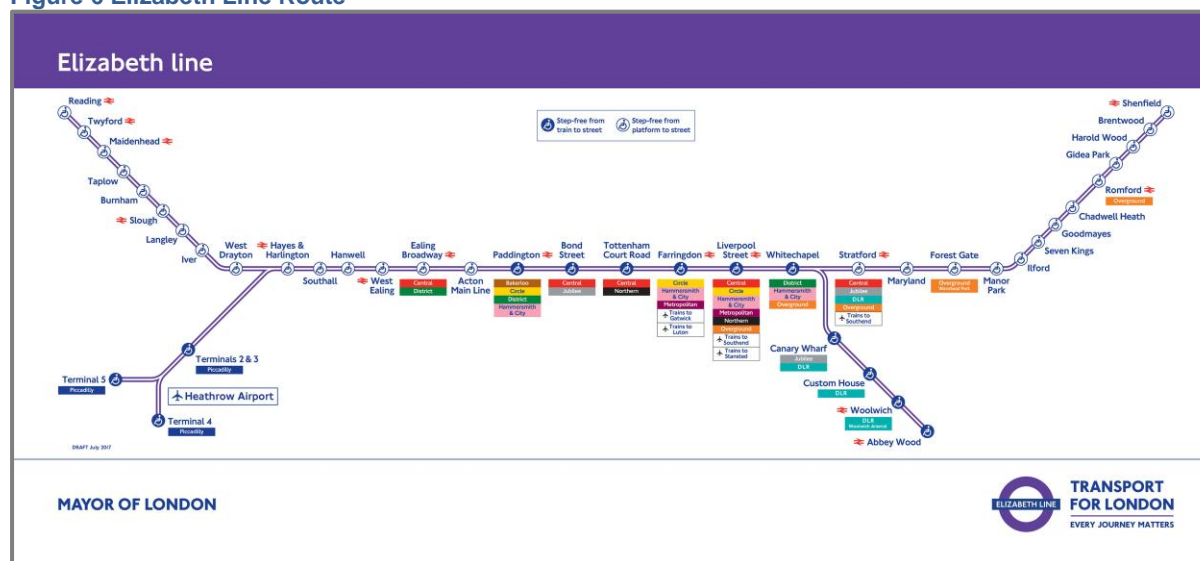 Figure 6 Elizabeth Line Route
Elizabeth line
Step-free from
train to street
Step-free from
platform to street
Reading
Twyford
Maidenhead
Taplow
Burnham
Slough
Langley
Iver
West
Drayton
Hayes &
Harlington
Southall
Hanwell
West
Ealing
Ealing
Broadway
Central
District
Acton
Main Line
Paddington
Bakerloo
Circle
District
Hammersmith
& City
Bond
Street
Central
Jubilee
Tottenham
Court Road
Central
Northern
Farringdon
Circle
Hammersmith
& City
Metropolitan
Trains to
Gatwick
Trains to
Luton
Liverpool
Street
Central
Circle
Hammersmith
& City
Metropolitan
Northern
Overground
Trains to
Southend
Trains to
Stansted
Whitechapel
District
Hammersmith
& City
Overground
Stratford
Central
Jubilee
DLR
Overground
Trains to
Southend
Maryland
Forest Gate
Overground
Wanstead Park
Manor
Park
Ilford
Seven Kings
Goodmayes
Chadwell Heath
Romford
Overground
Gidea Park
Harold Wood
Brentwood
Shenfield
Canary Wharf
Jubilee
DLR
Custom House
DLR
Woolwich
DLR
Woolwich Arsenal
Abbey Wood
Terminals 2 & 3
Piccadilly
Terminal 5
Piccadilly
Heathrow Airport
Terminal 4
Piccadilly
DRAFT July 2017
MAYOR OF LONDON
ELIZABETH LINE
TRANSPORT
FOR LONDON
EVERY JOURNEY MATTERS